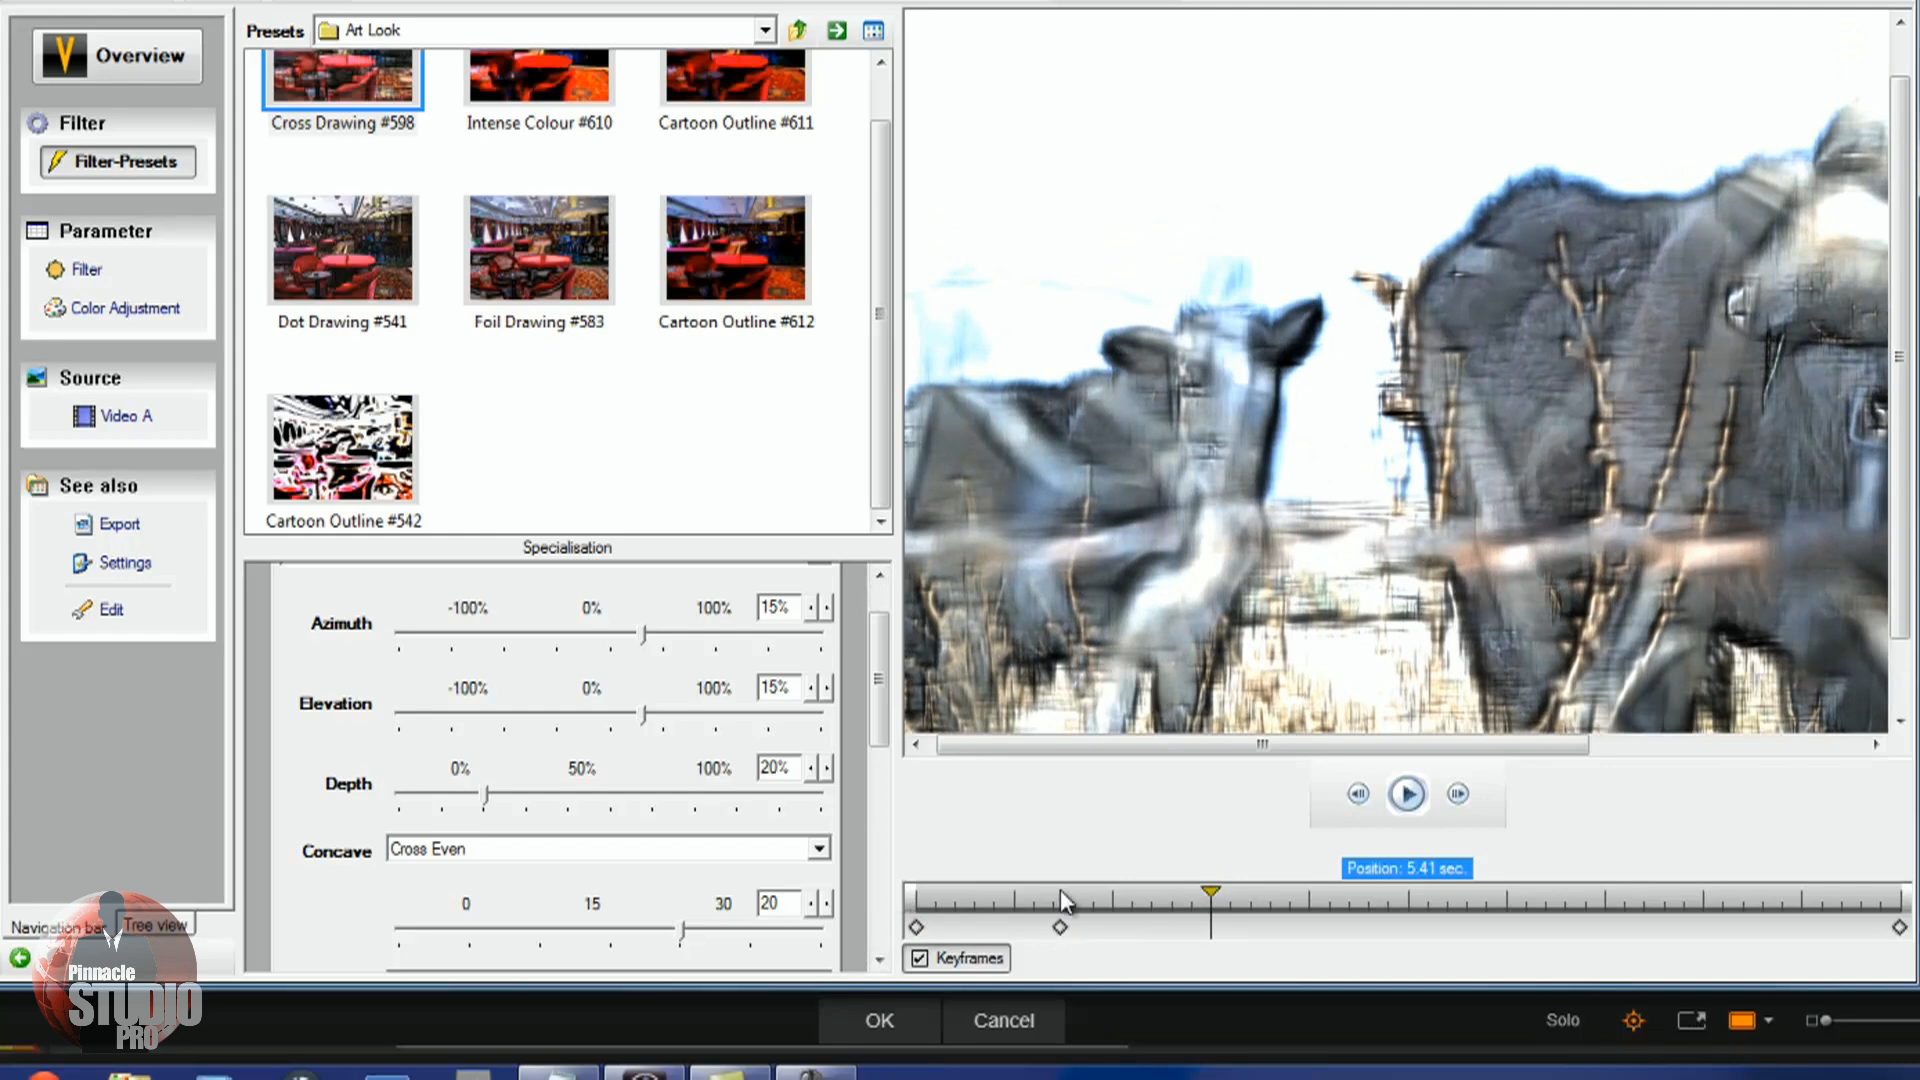 Overview
Presets
Art Look
Filter
Filter-Presets
Cross Drawing #598
Intense Colour #610
Cartoon Outline #611
Parameter
Filter
Color Adjustment
Dot Drawing #541
Foil Drawing #583
Cartoon Outline #612
Source
Video A
See also
Export
Settings
Edit
Cartoon Outline #542
Specialisation
Azimuth
-100%
0%
100%
15%
Elevation
-100%
0%
100%
15%
Depth
0%
50%
100%
20%
Concave
Cross Even
0
15
30
20
Position: 5.41 sec.
Keyframes
Navigation bar
Tree view
Pinnacle
STUDIO
PRO
OK
Cancel
Solo